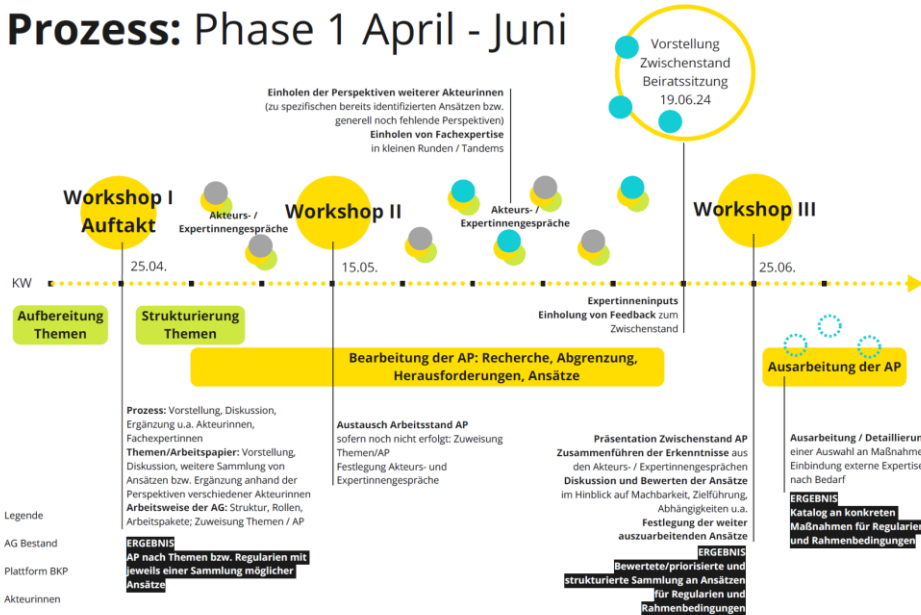 Prozess: Phase 1 April - Juni
Vorstellung
Zwischenstand
Beiratssitzung
19.06.24
Einholen der Perspektiven weiterer Akteurinnen
(zu spezifischen bereits identifizierten Ansätzen bzw.
generell noch fehlende Perspektiven)
Einholen von Fachexpertise
in kleinen Runden / Tandems
Workshop I
Auftakt
Akteurs- /
Expertinnengespräche
Workshop II
Akteurs- /
Expertinnengespräche
Workshop III
25.04.
15.05.
25.06.
KW
Aufbereitung
Themen
Strukturierung
Themen
Expertinneninputs
Einholung von Feedback zum
Zwischenstand
Bearbeitung der AP: Recherche, Abgrenzung,
Herausforderungen, Ansätze
Ausarbeitung der AP
Prozess: Vorstellung, Diskussion,
Ergänzung u.a. Akteurinnen,
Fachexpertinnen
Themen/Arbeitspapier: Vorstellung,
Diskussion, weitere Sammlung von
Ansätzen bzw. Ergänzung anhand der
Perspektiven verschiedener Akteurinnen
Arbeitsweise der AG: Struktur, Rollen,
Arbeitspakete; Zuweisung Themen / AP
ERGEBNIS
AP nach Themen bzw. Regularien mit
jeweils einer Sammlung möglicher
Ansätze
Austausch Arbeitsstand AP
sofern noch nicht erfolgt: Zuweisung
Themen/AP
Festlegung Akteurs- und
Expertinnengespräche
Präsentation Zwischenstand AP
Zusammenführen der Erkenntnisse aus
den Akteurs- / Expertinnengesprächen
Diskussion und Bewerten der Ansätze
im Hinblick auf Machbarkeit, Zielführung,
Abhängigkeiten u.a.
Festlegung der weiter
auszuarbeitenden Ansätze
ERGEBNIS
Bewertete/priorisierte und
strukturierte Sammlung an Ansätzen
für Regularien und
Rahmenbedingungen
Ausarbeitung / Detaillierun
einer Auswahl an Maßnahme
Einbindung externe Expertise
nach Bedarf
ERGEBNIS
Katalog an konkreten
Maßnahmen für Regularien
und Rahmenbedingungen
Legende
AG Bestand
Plattform BKP
Akteurinnen